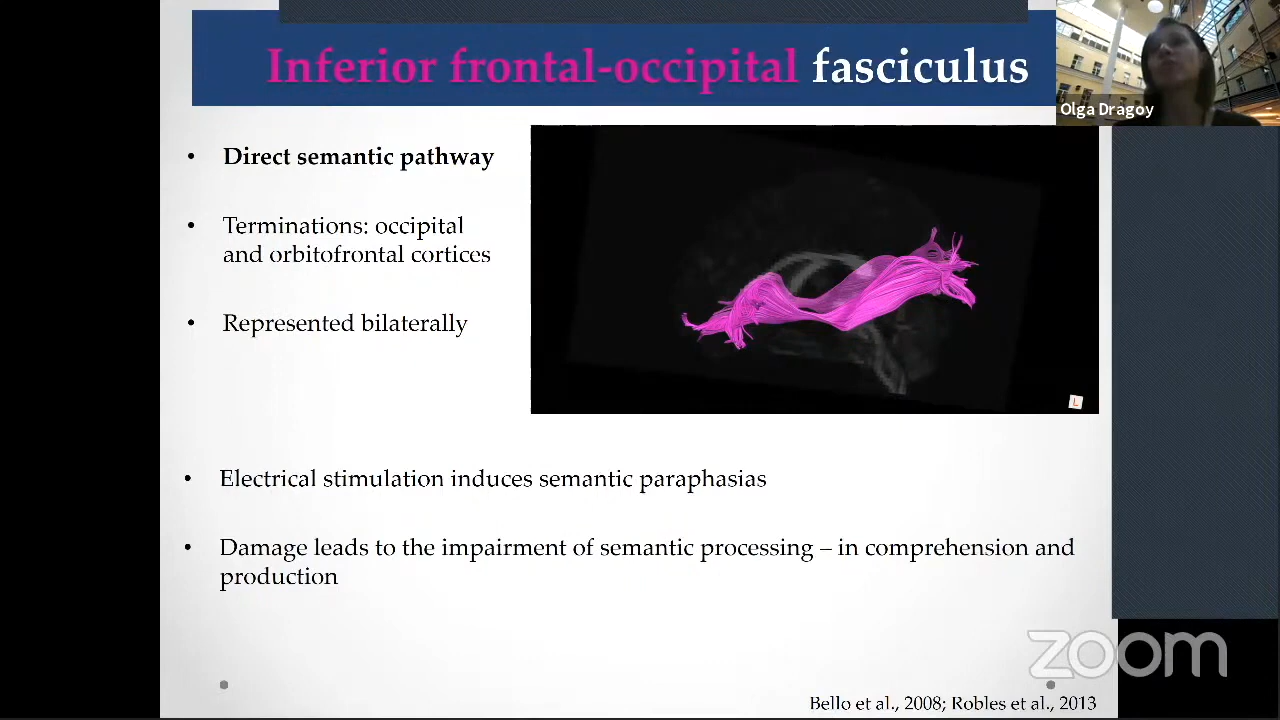 Inferior frontal-occipital fasciculus
Olga Dragoy
• Direct semantic pathway
• Terminations: occipital
and orbitofrontal cortices
• Represented bilaterally
L
• Electrical stimulation induces semantic paraphasias
• Damage leads to the impairment of semantic processing – in comprehension and
production
zoom
Bello et al., 2008; Robles et al., 2013